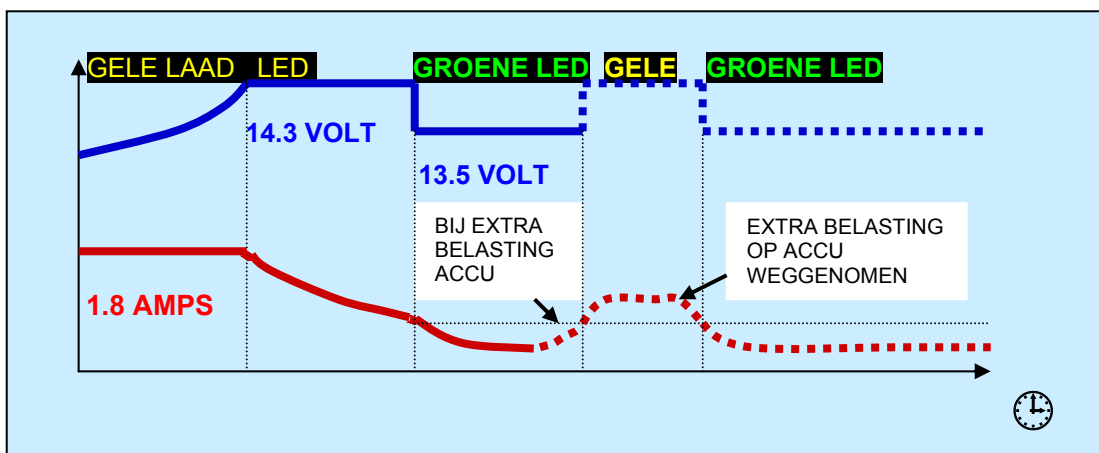 GELE LAAD LED GROENE LED GELE GROENE LED
14.3 VOLT
13.5 VOLT
BIJ EXTRA
BELASTING
ACCU
EXTRA BELASTING
OP ACCU
WEGGENOMEN
1.8 AMPS